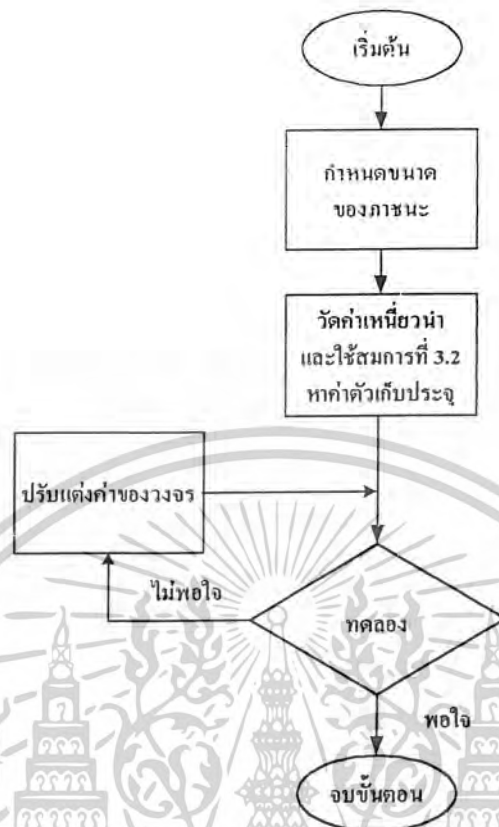 เริ่มต้น
กำหนดขนาด
ของภาชนะ
วัดค่าเหนี่ยวนำ
และใช้สมการที่ 3.2
หาค่าตัวเก็บประจุ
ปรับแต่งค่าของวงจร
ไม่พอใจ
ทดลอง
พอใจ
จบขั้นตอน